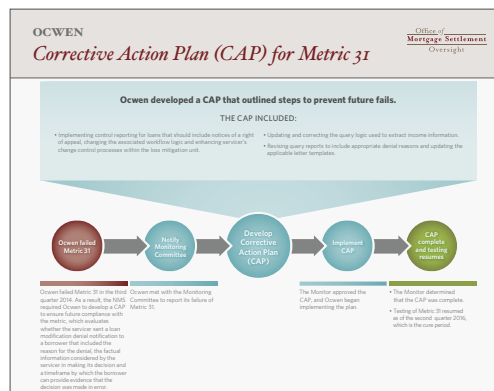 OCWEN
Corrective Action Plan (CAP) for Metric 31
Office of
Mortgage Settlement
Oversight
Ocwen developed a CAP that outlined steps to prevent future fails.
THE CAP INCLUDED:
• Implementing control reporting for loans that should include notices of a right
of appeal, changing the associated workflow logic and enhancing servicer's
change control processes within the loss mitigation unit.
• Updating and correcting the query logic used to extract income information.
• Revising query reports to include appropriate denial reasons and updating the
applicable letter templates.
Ocwen failed
Metric 31
Notify
Monitoring
Committee
Develop
Corrective
Action Plan
(CAP)
Implement
CAP
CAP
complete
and testing
resumes
Ocwen failed Metric 31 in the third
quarter 2014. As a result, the NMS
required Ocwen to develop a CAP
to ensure future compliance with
the metric, which evaluates
whether the servicer sent a loan
modification denial notification to
a borrower that included the
reason for the denial, the factual
information considered by the
servicer in making its decision and
a timeframe by which the borrower
can provide evidence that the
decision was made in error.
Ocwen met with the Monitoring
Committee to report its failure of
Metric 31.
The Monitor approved the
CAP, and Ocwen began
implementing the plan.
• The Monitor determined
that the CAP was complete.
• Testing of Metric 31 resumed
as of the second quarter 2016,
which is the cure period.